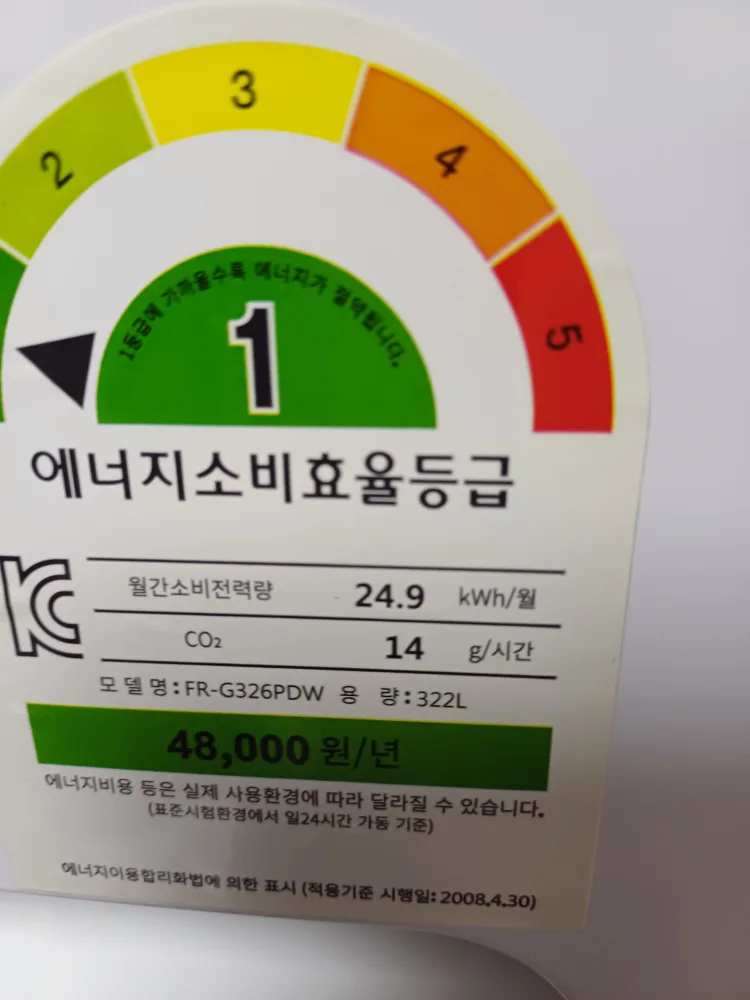 3
2
4
5
1등급에 가까울수록 에너지가 절약됩니다.
1
에너지소비효율등급
월간소비전력량 24.9 kWh/월
CO₂ 14 g/시간
모델명:FR-G326PDW 용 량:322L
48,000 원/년
에너지비용 등은 실제 사용환경에 따라 달라질 수 있습니다.
(표준시험환경에서 일24시간 가동 기준)
에너지이용합리화법에 의한 표시 (적용기준 시행일: 2008.4.30)